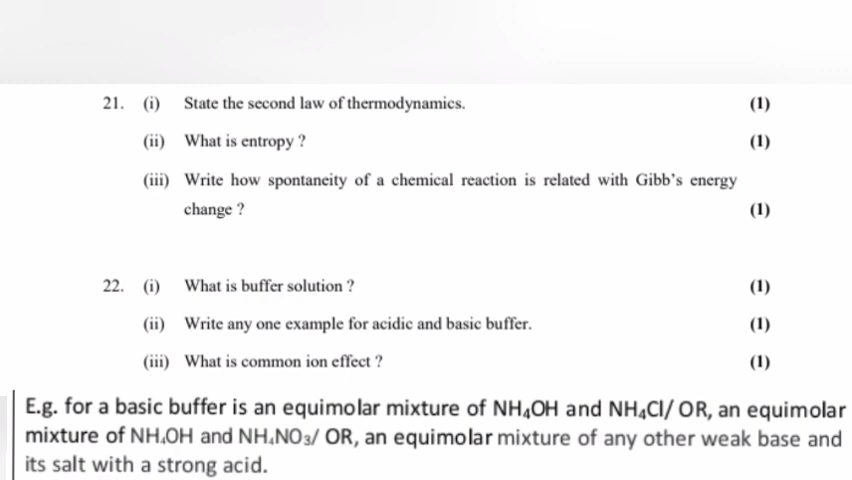 21. (i) State the second law of thermodynamics. (1)
(ii) What is entropy ? (1)
(iii) Write how spontaneity of a chemical reaction is related with Gibb's energy
change ? (1)
22. (i) What is buffer solution ? (1)
(ii) Write any one example for acidic and basic buffer. (1)
(iii) What is common ion effect ? (1)
E.g. for a basic buffer is an equimolar mixture of NH₄OH and NH₄Cl/ OR, an equimolar
mixture of NH₄OH and NH₄NO₃/ OR, an equimolar mixture of any other weak base and
its salt with a strong acid.